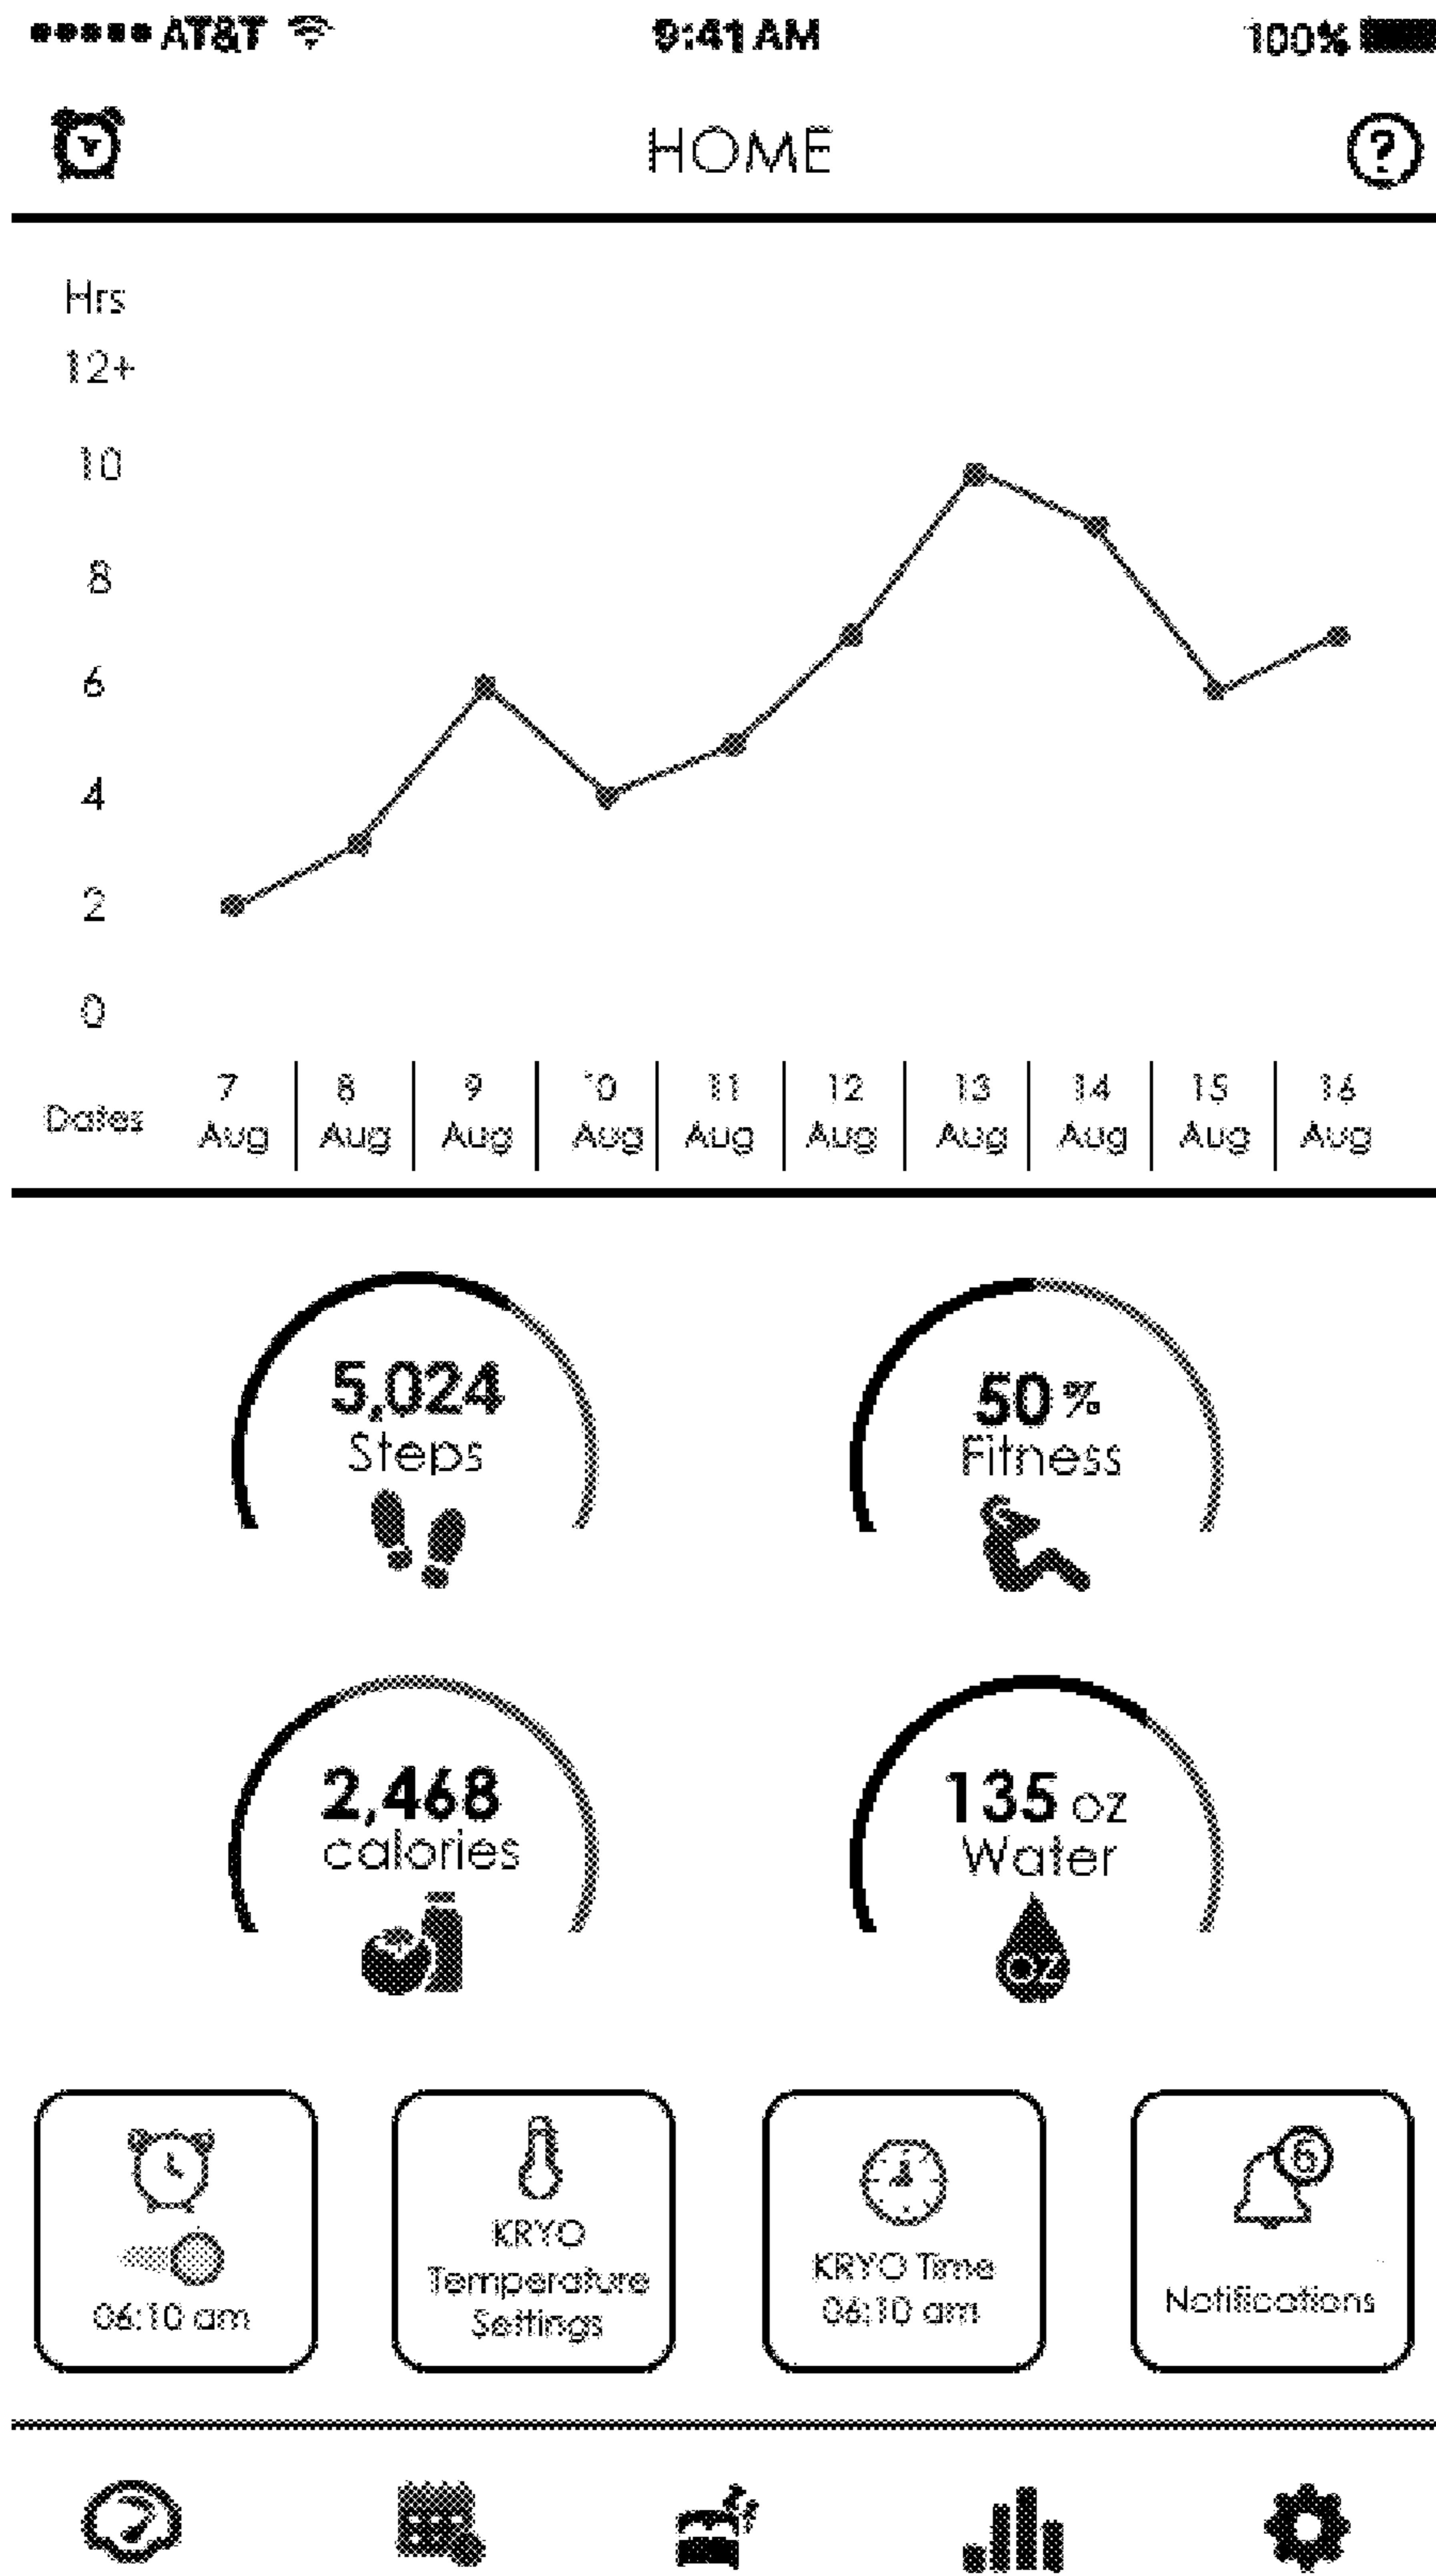 AT&T 9:41 AM 100%
HOME
?
Hrs
12+
10
8
6
4
2
0
Dates
7 8 9 10 11 12 13 14 15 16
Aug Aug Aug Aug Aug Aug Aug Aug Aug Aug
5,024
Steps
50 %
Fitness
2,468
calories
135 oz
Water
oz
06:10 am
KRYO
Temperature
Settings
KRYO Time
06:10 am
6
Notifications